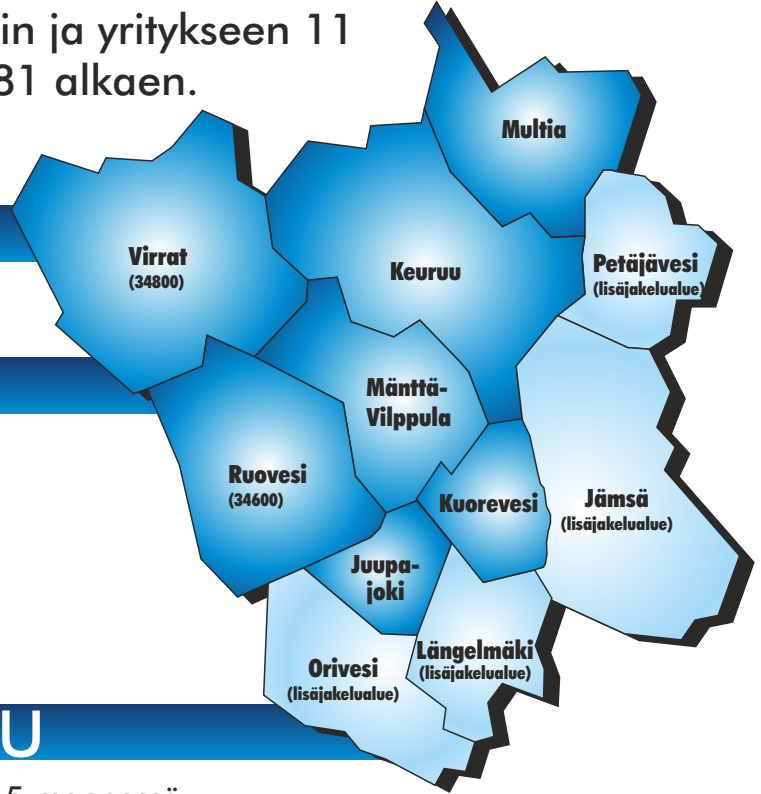 in ja yritykseen 11
81 alkaen.
Multia
Virrat
(34800)
Keuruu
Petäjävesi
(lisäjakelualue)
Mänttä-
Vilppula
Ruovesi
(34600)
Kuorevesi
Jämsä
(lisäjakelualue)
Juupa-
joki
Orivesi
(lisäjakelualue)
Längelmäki
(lisäjakelualue)
U